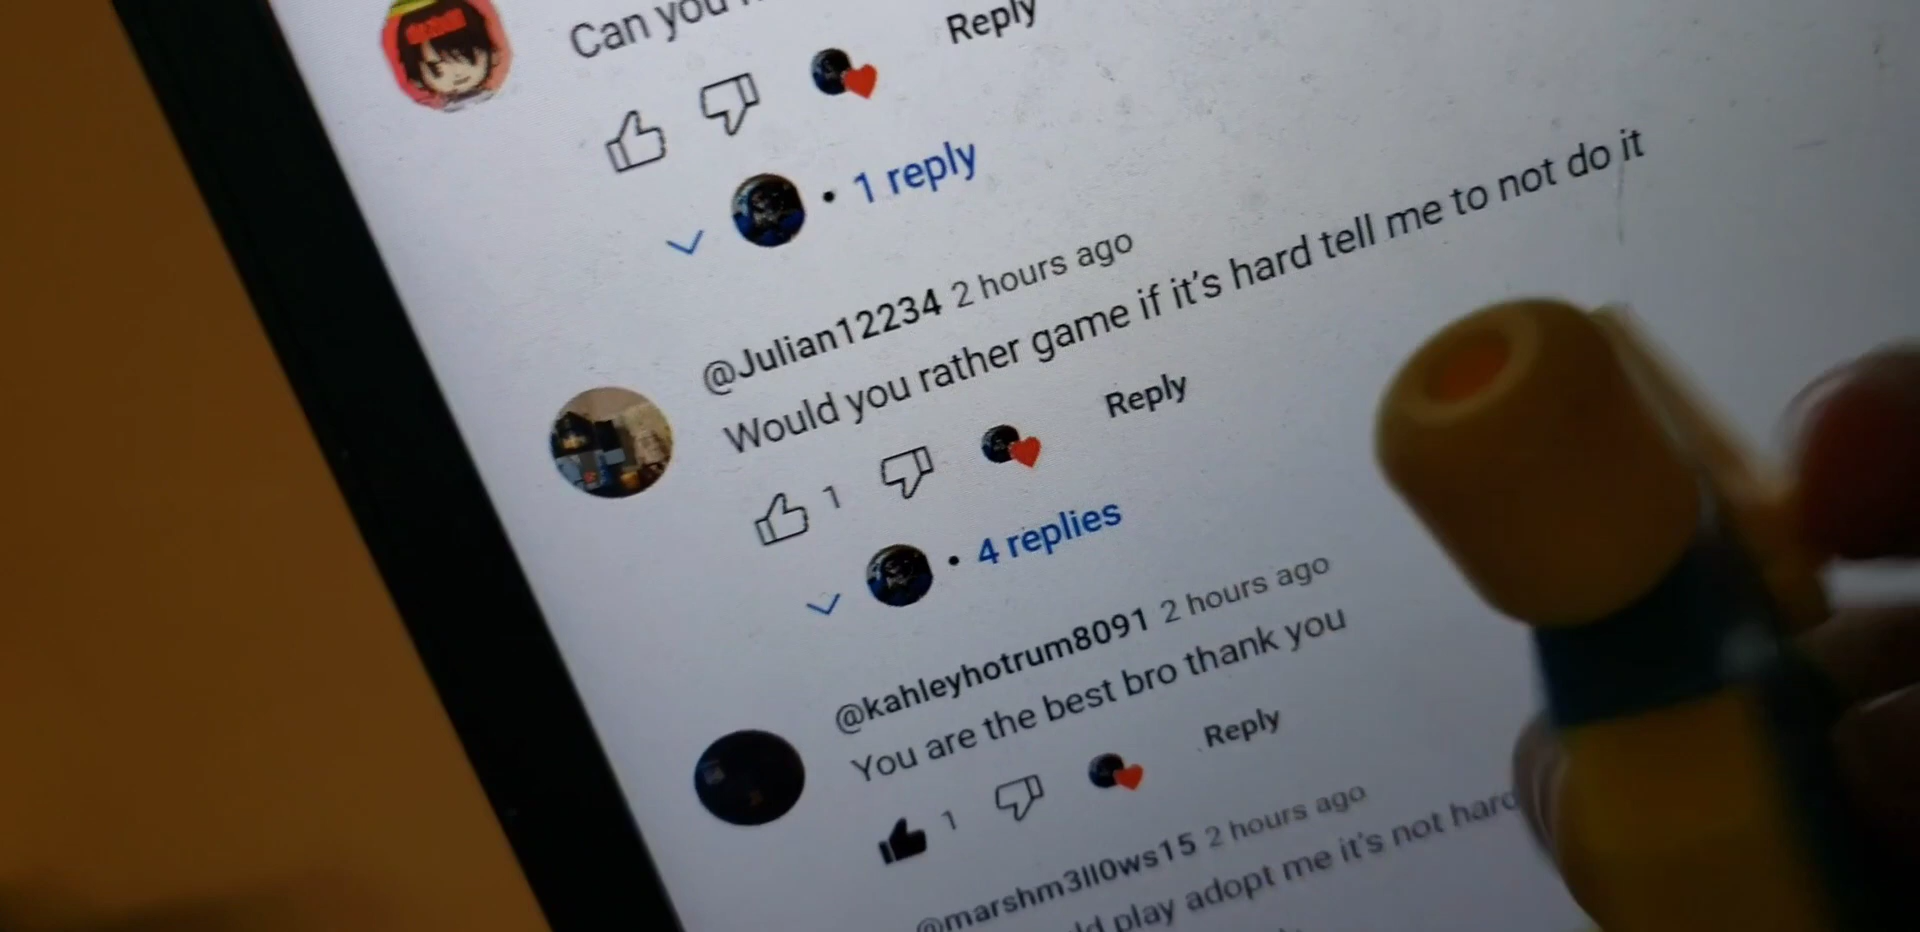 Can you
Reply
1 reply
@Julian12234 2 hours ago
Would you rather game if it's hard tell me to not do it
1
Reply
4 replies
@kahleyhotrum8091 2 hours ago
You are the best bro thank you
1
Reply
@marshm3ll0ws15 2 hours ago
play adopt me it's not hard